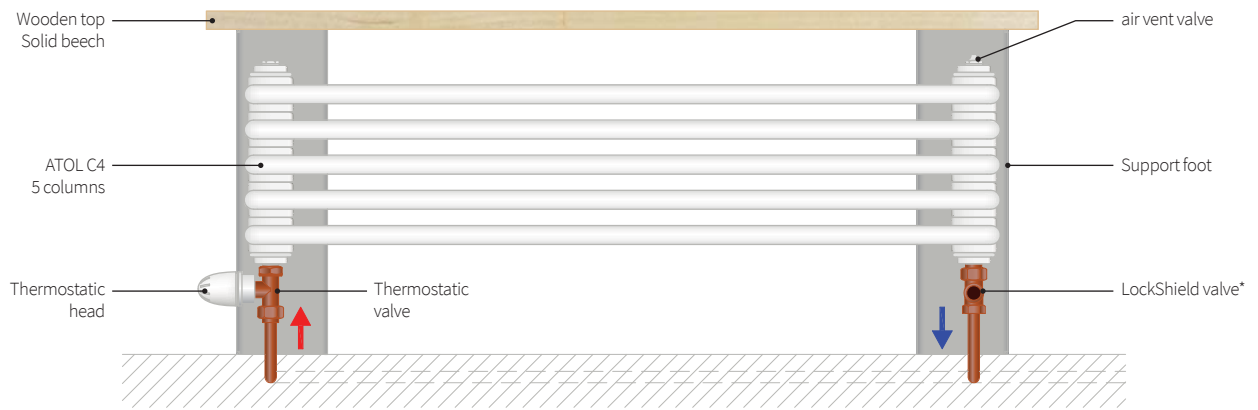 Wooden top
Solid beech
air vent valve
ATOL C4
5 columns
Support foot
Thermostatic
head
Thermostatic
valve
LockShield valve*